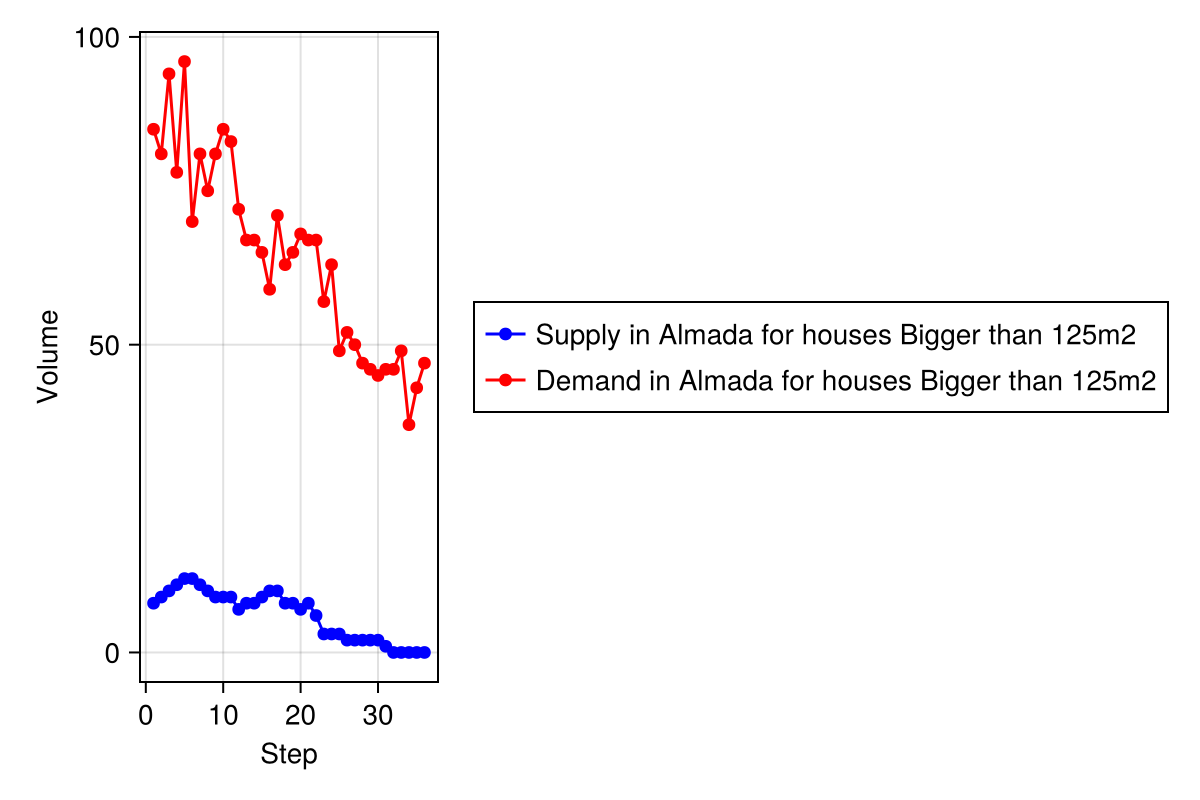 100
50
0
Volume
0 10 20 30
Step
Supply in Almada for houses Bigger than 125m2
Demand in Almada for houses Bigger than 125m2